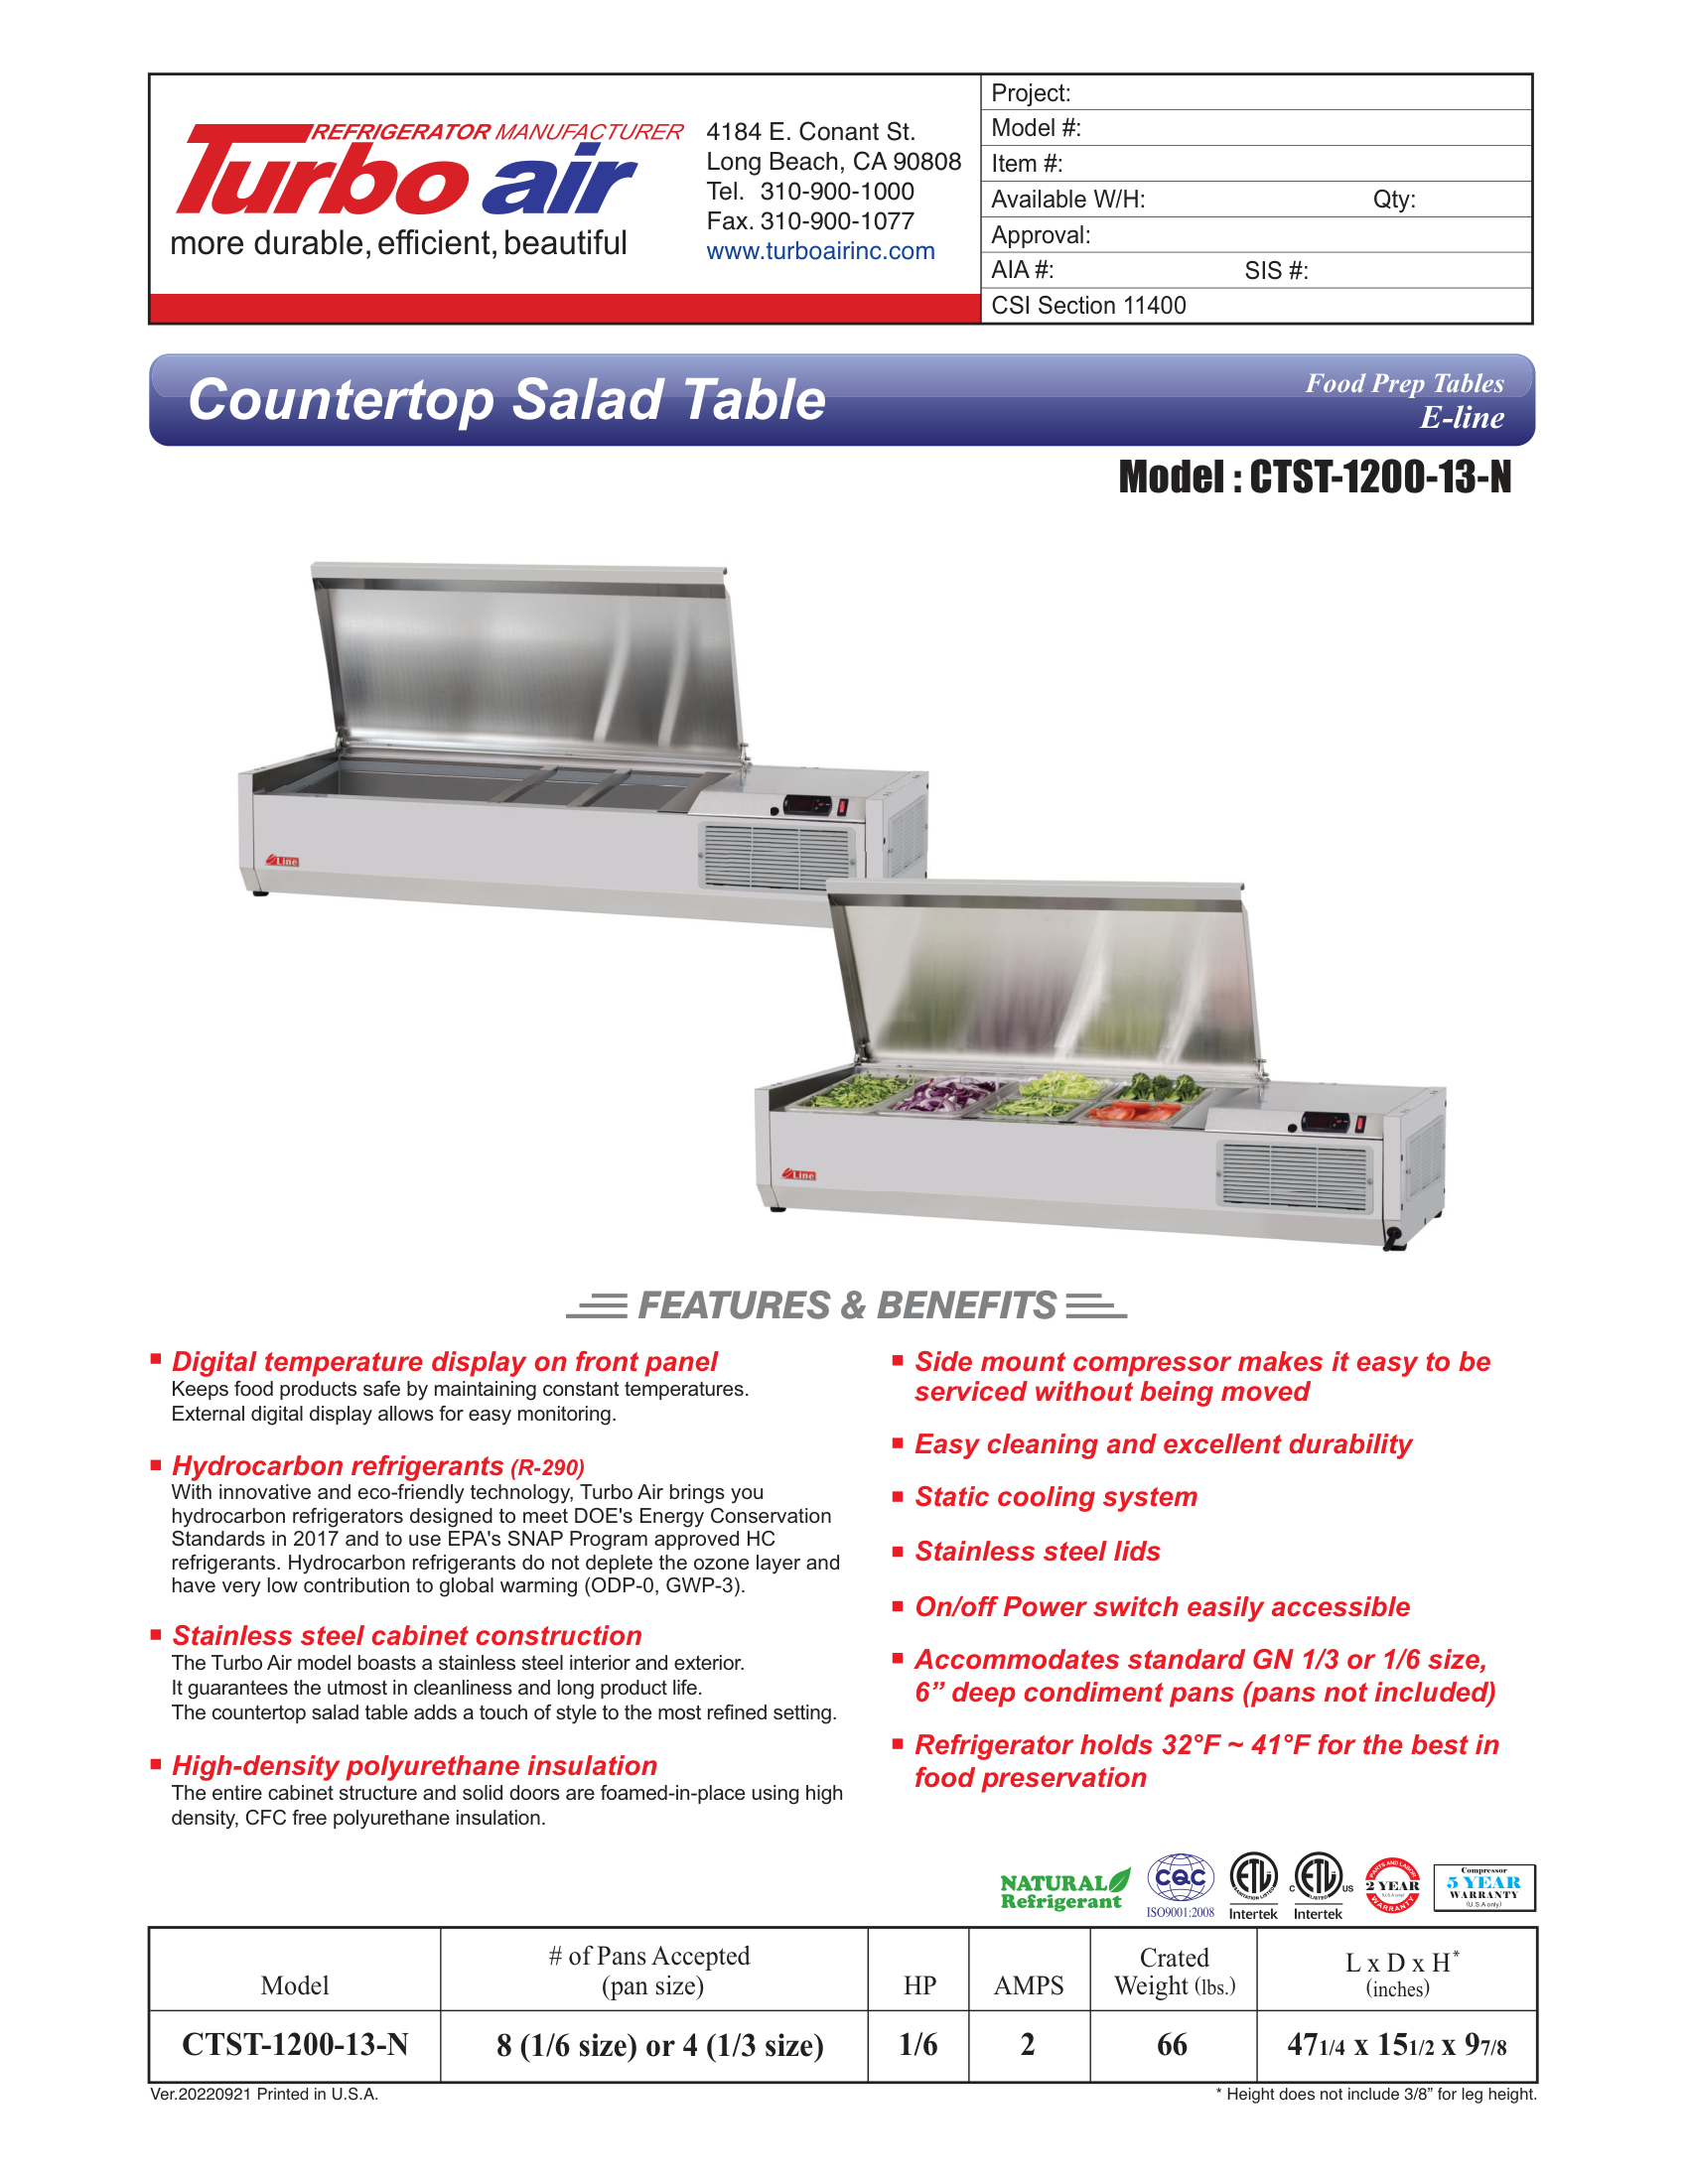 REFRIGERATOR MANUFACTURER
Turbo air
more durable, efficient, beautiful
4184 E. Conant St.
Long Beach, CA 90808
Tel. 310-900-1000
Fax. 310-900-1077
www.turboairinc.com
Project:
Model #:
Item #:
Available W/H: Qty:
Approval:
AIA #: SIS #:
CSI Section 11400
Countertop Salad Table
Food Prep Tables
E-line
Model : CTST-1200-13-N
Line
Line
FEATURES & BENEFITS
Digital temperature display on front panel
Keeps food products safe by maintaining constant temperatures.
External digital display allows for easy monitoring.
Hydrocarbon refrigerants (R-290)
With innovative and eco-friendly technology, Turbo Air brings you
hydrocarbon refrigerators designed to meet DOE's Energy Conservation
Standards in 2017 and to use EPA's SNAP Program approved HC
refrigerants. Hydrocarbon refrigerants do not deplete the ozone layer and
have very low contribution to global warming (ODP-0, GWP-3).
Stainless steel cabinet construction
The Turbo Air model boasts a stainless steel interior and exterior.
It guarantees the utmost in cleanliness and long product life.
The countertop salad table adds a touch of style to the most refined setting.
High-density polyurethane insulation
The entire cabinet structure and solid doors are foamed-in-place using high
density, CFC free polyurethane insulation.
Side mount compressor makes it easy to be
serviced without being moved
Easy cleaning and excellent durability
Static cooling system
Stainless steel lids
On/off Power switch easily accessible
Accommodates standard GN 1/3 or 1/6 size,
6” deep condiment pans (pans not included)
Refrigerator holds 32°F ~ 41°F for the best in
food preservation
NATURAL
Refrigerant
CQC
ISO9001:2008
ETL
SANITATION LISTED
Intertek
C ETL US
LISTED
Intertek
PARTS AND LABOR
2 YEAR
(U.S.A only)
WARRANTY
Compressor
5 YEAR
WARRANTY
(U.S.A only)
Model
# of Pans Accepted
(pan size)
HP
AMPS
Crated
Weight (lbs.)
L x D x H*
(inches)
CTST-1200-13-N 8 (1/6 size) or 4 (1/3 size) 1/6 2 66 47 1/4 x 15 1/2 x 9 7/8
Ver.20220921 Printed in U.S.A.
* Height does not include 3/8” for leg height.